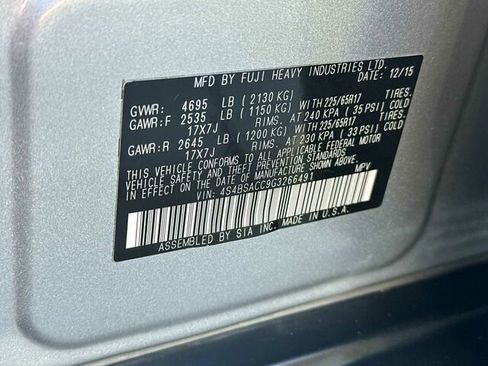 MFD BY FUJI HEAVY INDUSTRIES LTD.
DATE: 12/15
GVWR: 4695 LB (2130 KG)
GAWR:F 2535 LB (1150 KG) WITH 225/65R17 TIRES.
17X7J RIMS. AT 240 KPA (35 PSI) COLD
GAWR:R 2645 LB (1200 KG) WITH 225/65R17 TIRES.
17X7J RIMS. AT 230 KPA (33 PSI) COLD
THIS VEHICLE CONFORMS TO ALL APPLICABLE FEDERAL MOTOR
VEHICLE SAFETY AND THEFT PREVENTION STANDARDS IN
EFFECT ON THE DATE OF MANUFACTURE SHOWN ABOVE.
VIN: 4S4BSACC9G3266491 MPV
ASSEMBLED BY SIA INC. MADE IN U.S.A.